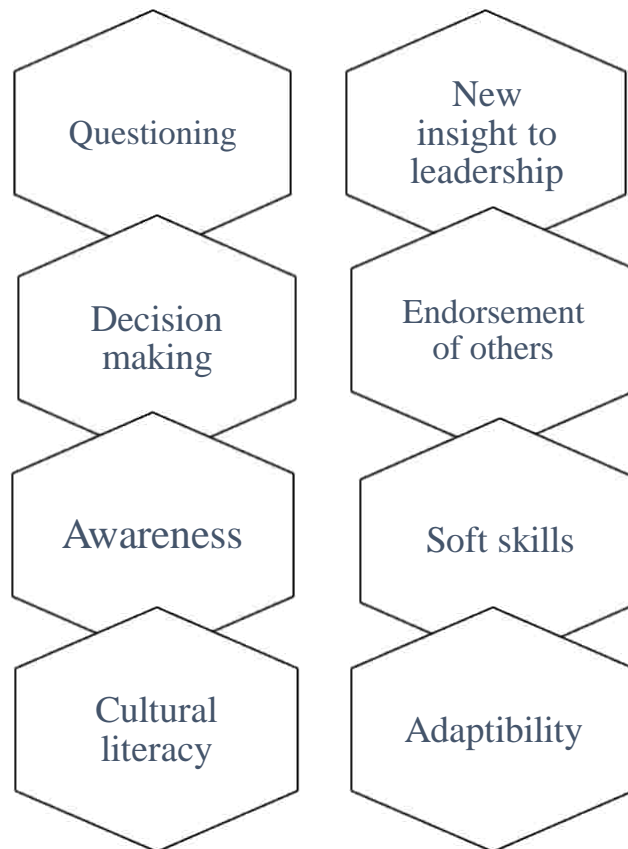 Questioning
New
insight to
leadership
Decision
making
Endorsement
of others
Awareness
Soft skills
Cultural
literacy
Adaptibility